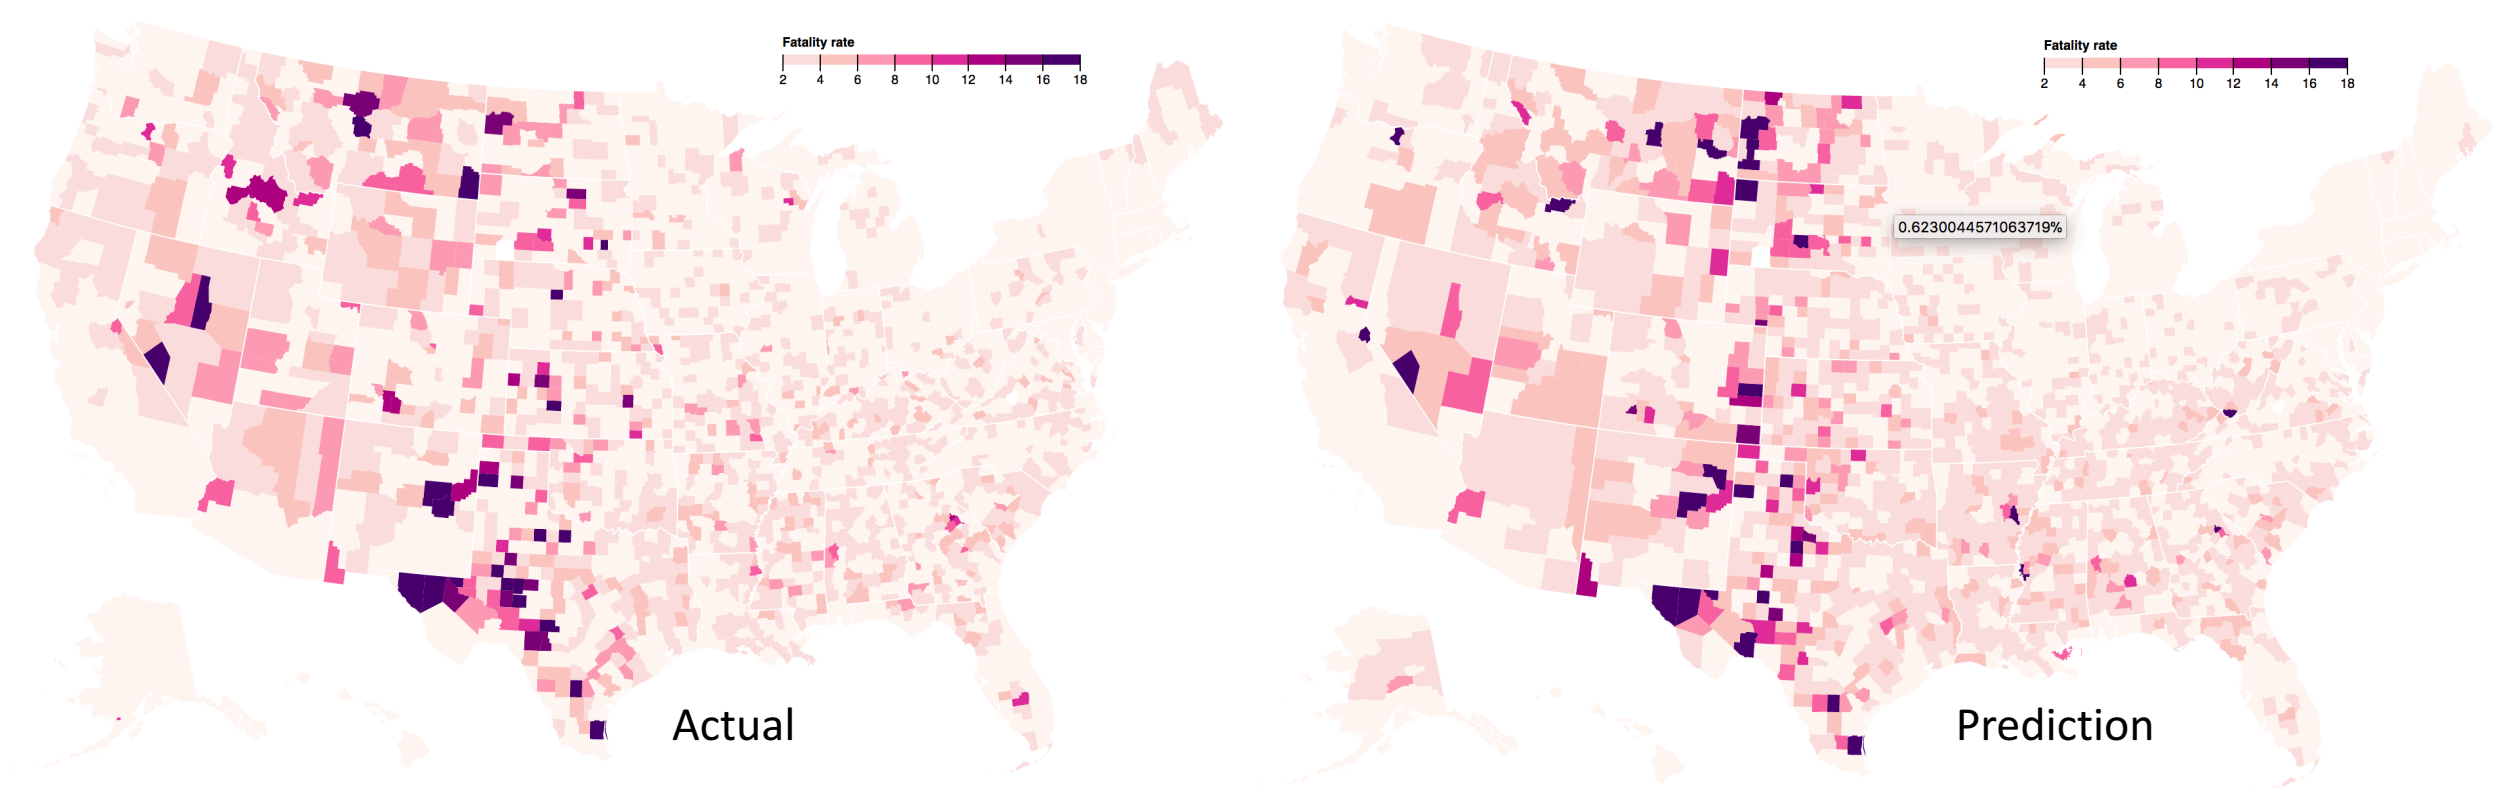 Fatality rate
2 4 6 8 10 12 14 16 18
Actual
Fatality rate
2 4 6 8 10 12 14 16 18
0.6230044571063719%
Prediction